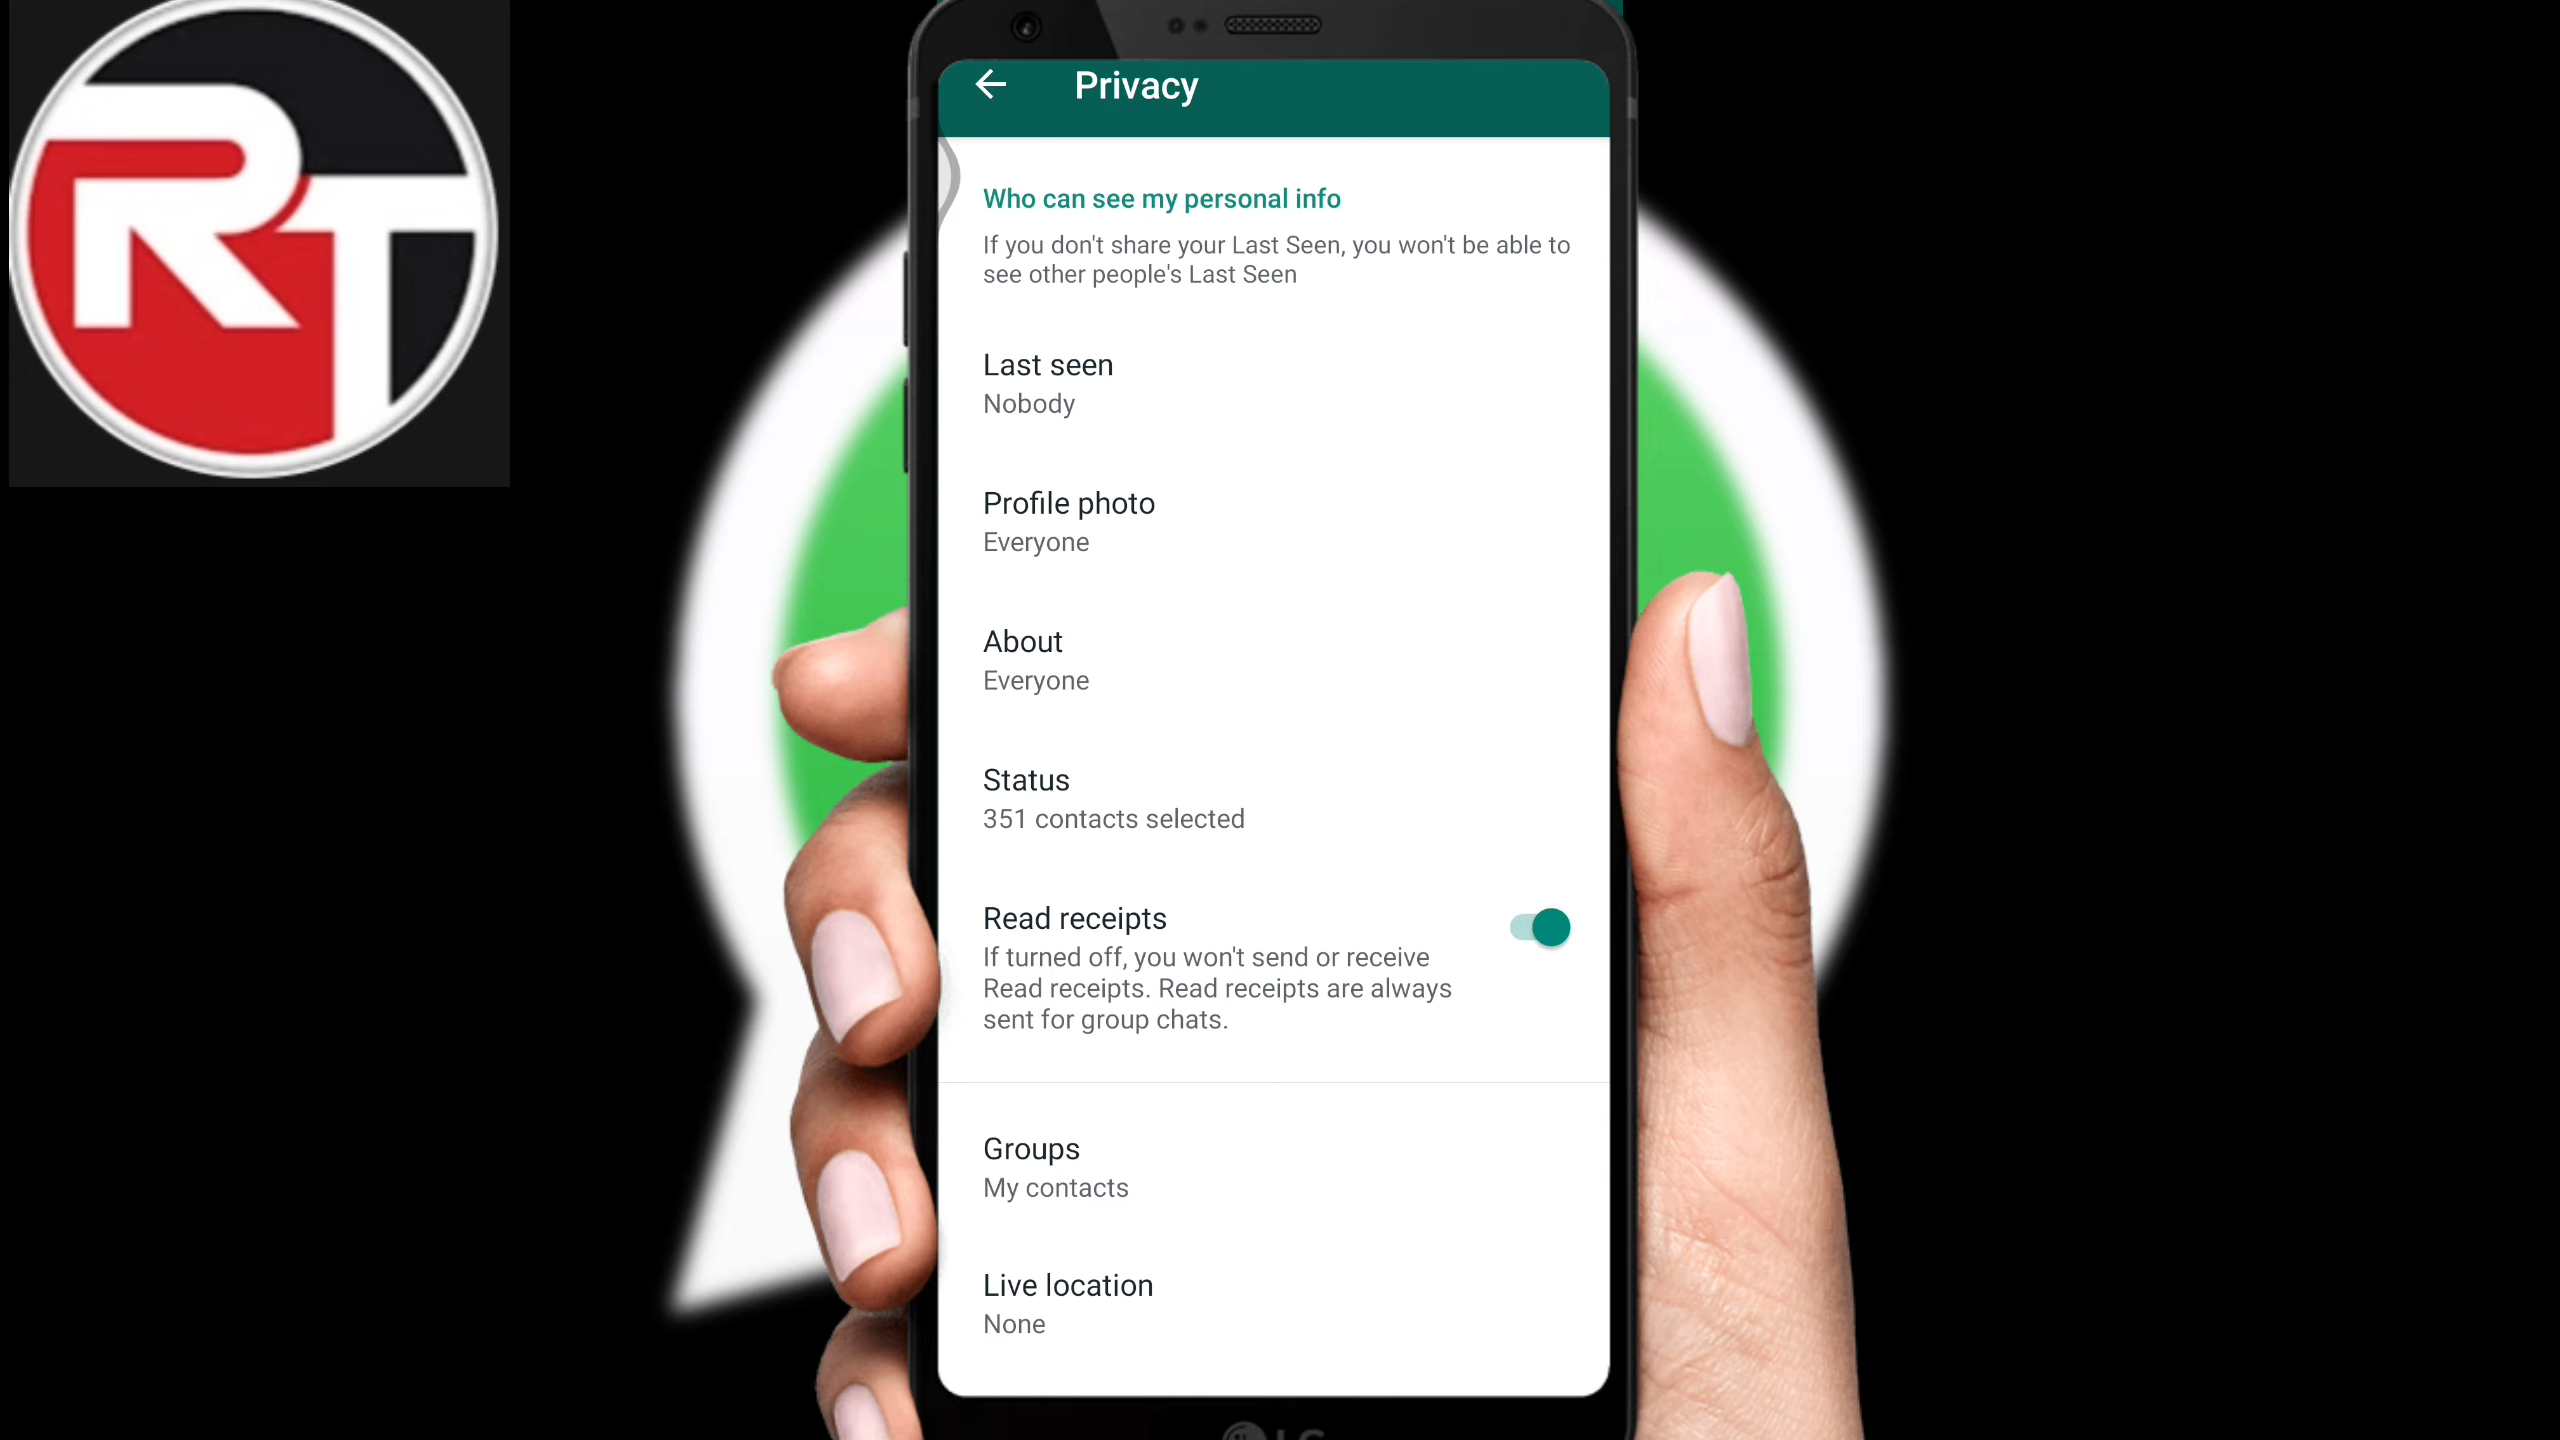 RT
Privacy
Who can see my personal info
If you don't share your Last Seen, you won't be able to
see other people's Last Seen
Last seen
Nobody
Profile photo
Everyone
About
Everyone
Status
351 contacts selected
Read receipts
If turned off, you won't send or receive
Read receipts. Read receipts are always
sent for group chats.
Groups
My contacts
Live location
None
LG